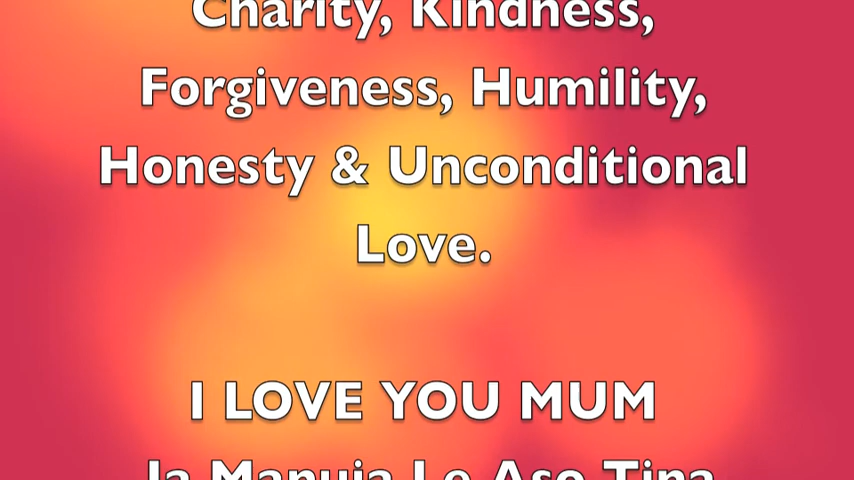 Charity, Kindness,
Forgiveness, Humility,
Honesty & Unconditional
Love.
I LOVE YOU MUM
Ia Manuia Le Aso Tina